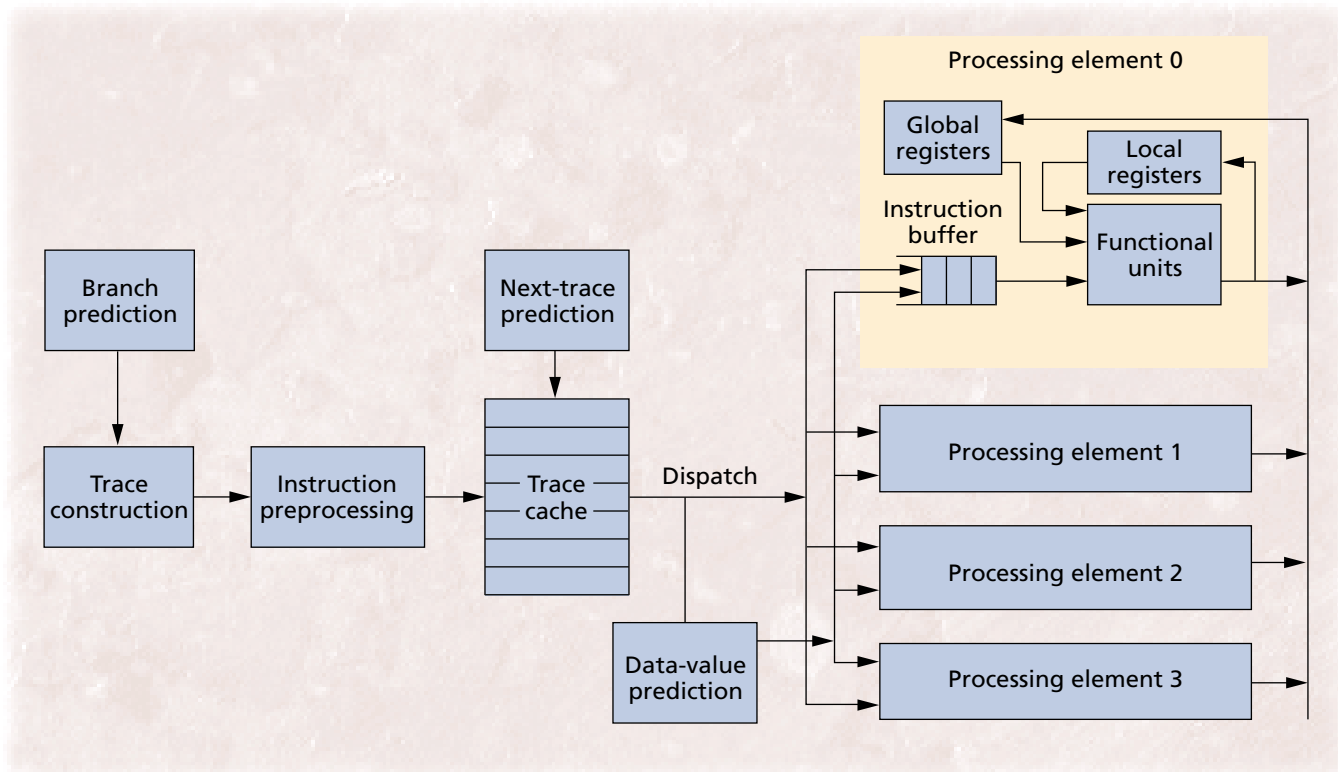 Processing element 0
Global
registers
Local
registers
Instruction
buffer
Functional
units
Branch
prediction
Next-trace
prediction
Trace
construction
Instruction
preprocessing
Trace
cache
Dispatch
Data-value
prediction
Processing element 1
Processing element 2
Processing element 3